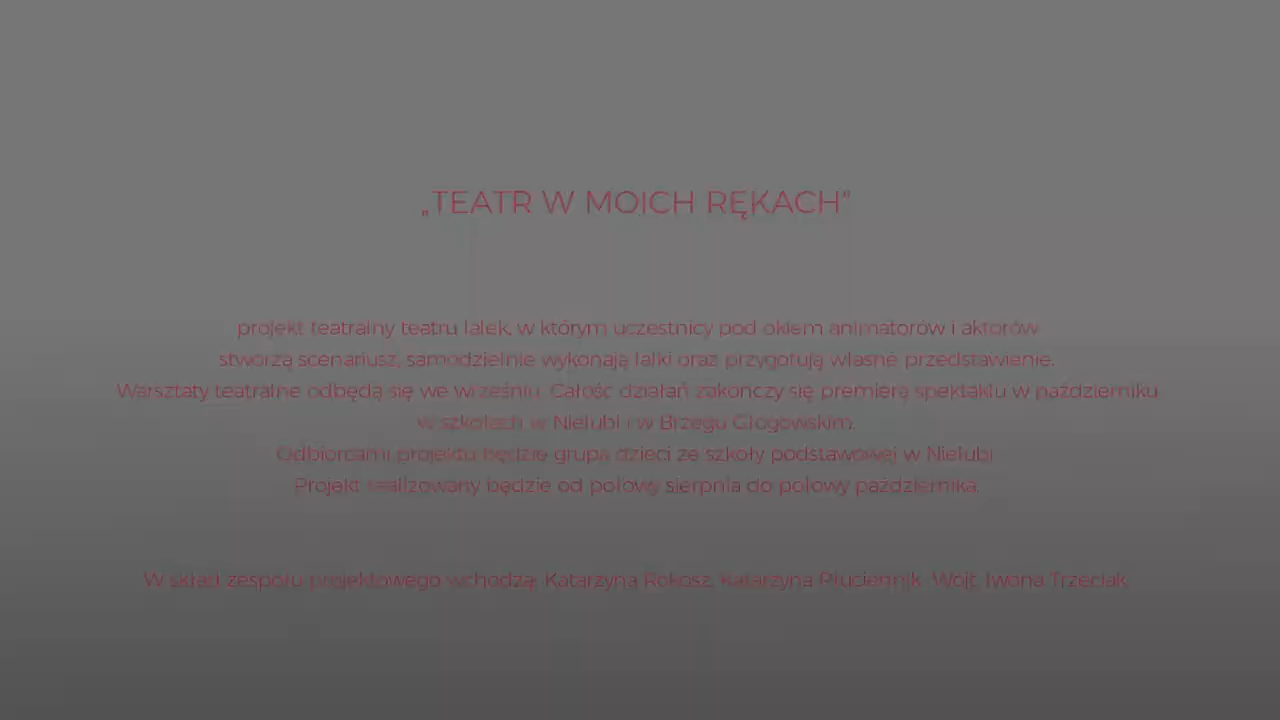 „TEATR W MOICH RĘKACH”
projekt teatralny teatru lalek, w którym uczestnicy pod okiem animatorów i aktorów
stworzą scenariusz, samodzielnie wykonają lalki oraz przygotują własne przedstawienie.
Warsztaty teatralne odbędą się we wrześniu. Całość działań zakończy się premierą spektaklu w październiku
w szkołach w Nielubi i w Brzegu Głogowskim.
Odbiorcami projektu będzie grupa dzieci ze szkoły podstawowej w Nielubi.
Projekt realizowany będzie od połowy sierpnia do połowy października.
W skład zespołu projektowego wchodzą: Katarzyna Rokosz, Katarzyna Płuciennik- Wojt, Iwona Trzeciak.